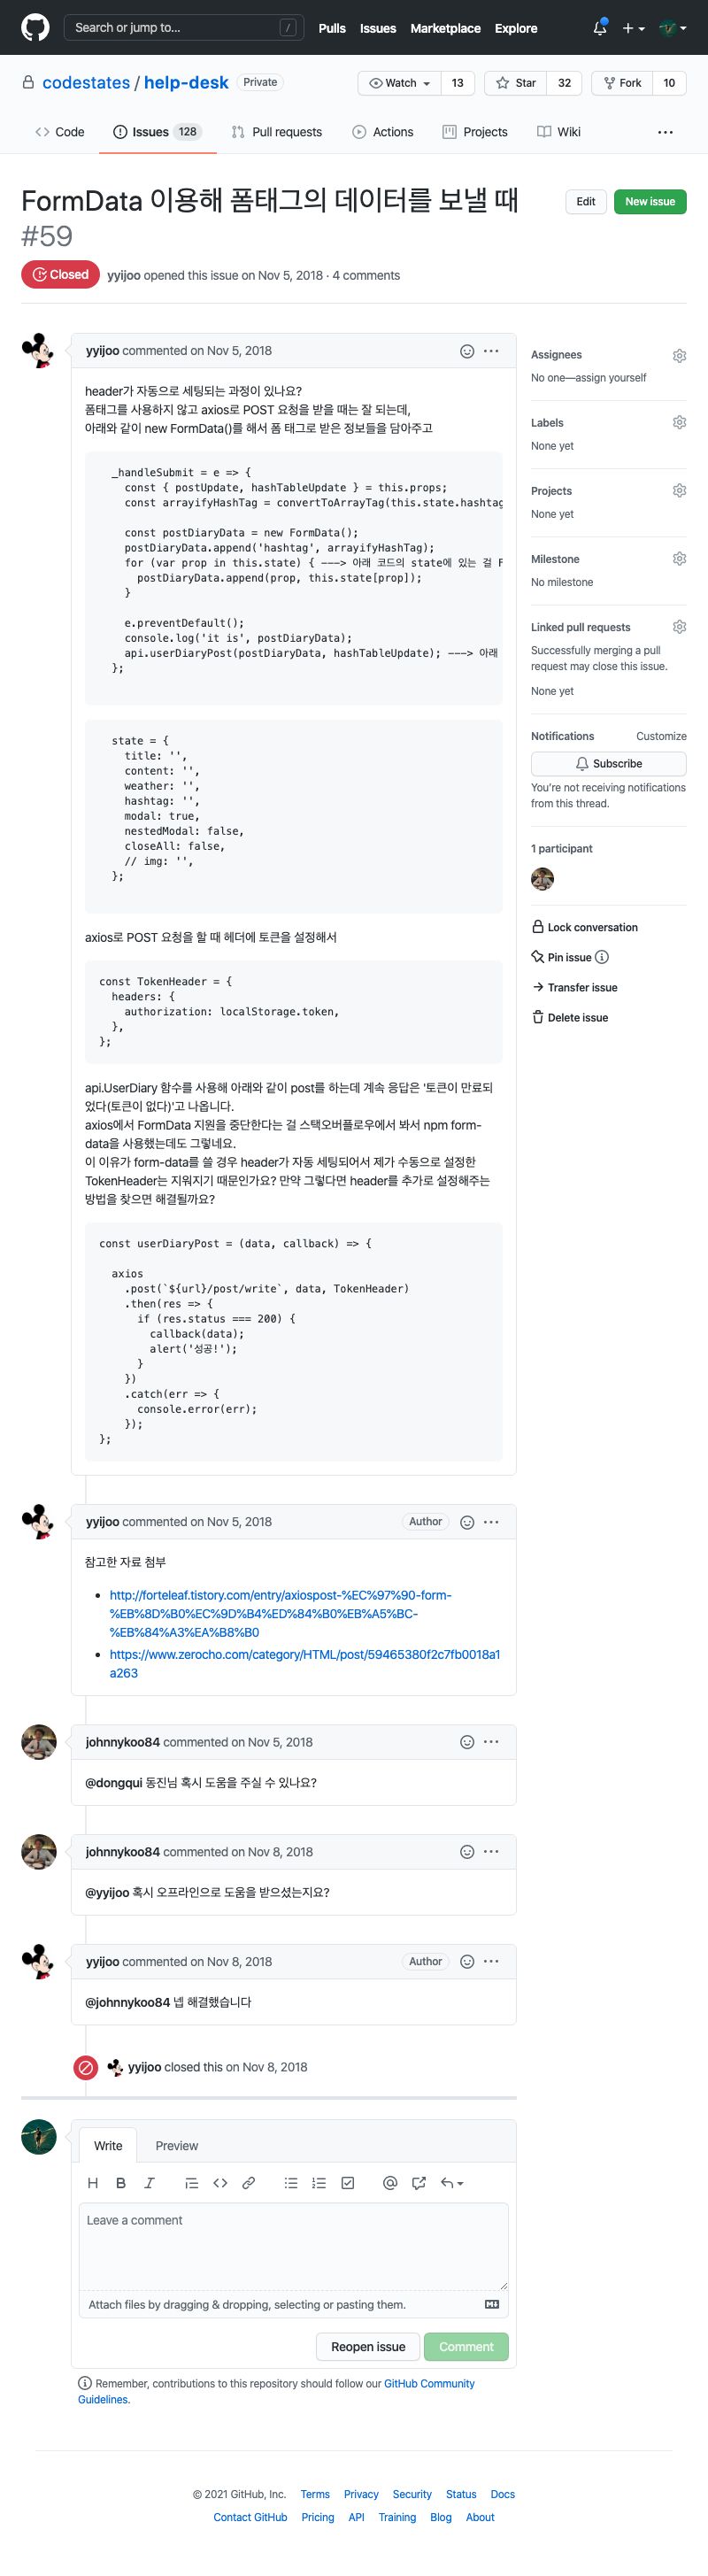 Search or jump to... / Pulls Issues Marketplace Explore
codestates / help-desk Private Watch 13 Star 32 Fork 10
Code Issues 128 Pull requests Actions Projects Wiki ...
FormData 이용해 폼태그의 데이터를 보낼 때 Edit New issue
#59
Closed yyijoo opened this issue on Nov 5, 2018 · 4 comments
yyijoo commented on Nov 5, 2018
header가 자동으로 세팅되는 과정이 있나요?
폼태그를 사용하지 않고 axios로 POST 요청을 받을 때는 잘 되는데,
아래와 같이 new FormData()를 해서 폼 태그로 받은 정보들을 담아주고
_handleSubmit = e => {
const { postUpdate, hashTableUpdate } = this.props;
const arrayifyHashTag = convertToArrayTag(this.state.hashtag
const postDiaryData = new FormData();
postDiaryData.append('hashtag', arrayifyHashTag);
for (var prop in this.state) { ---> 아래 코드의 state에 있는 걸 F
postDiaryData.append(prop, this.state[prop]);
}
e.preventDefault();
console.log('it is', postDiaryData);
api.userDiaryPost(postDiaryData, hashTableUpdate); ---> 아래
};
state = {
title: '',
content: '',
weather: '',
hashtag: '',
modal: true,
nestedModal: false,
closeAll: false,
// img: '',
};
axios로 POST 요청을 할 때 헤더에 토큰을 설정해서
const TokenHeader = {
headers: {
authorization: localStorage.token,
},
};
api.UserDiary 함수를 사용해 아래와 같이 post를 하는데 계속 응답은 '토큰이 만료되
었다(토큰이 없다)'고 나옵니다.
axios에서 FormData 지원을 중단한다는 걸 스택오버플로우에서 봐서 npm form-
data을 사용했는데도 그렇네요.
이 이유가 form-data를 쓸 경우 header가 자동 세팅되어서 제가 수동으로 설정한
TokenHeader는 지워지기 때문인가요? 만약 그렇다면 header를 추가로 설정해주는
방법을 찾으면 해결될까요?
const userDiaryPost = (data, callback) => {
axios
.post(`${url}/post/write`, data, TokenHeader)
.then(res => {
if (res.status === 200) {
callback(data);
alert('성공!');
}
})
.catch(err => {
console.error(err);
});
};
Assignees
No one—assign yourself
Labels
None yet
Projects
None yet
Milestone
No milestone
Linked pull requests
Successfully merging a pull
request may close this issue.
None yet
Notifications Customize
Subscribe
You're not receiving notifications
from this thread.
1 participant
Lock conversation
Pin issue
Transfer issue
Delete issue
yyijoo commented on Nov 5, 2018 Author
참고한 자료 첨부
• http://forteleaf.tistory.com/entry/axiospost-%EC%97%90-form-
%EB%8D%B0%EC%9D%B4%ED%84%B0%EB%A5%BC-
%EB%84%A3%EA%B8%B0
• https://www.zerocho.com/category/HTML/post/59465380f2c7fb0018a1
a263
johnnykoo84 commented on Nov 5, 2018
@dongqui 동진님 혹시 도움을 주실 수 있나요?
johnnykoo84 commented on Nov 8, 2018
@yyijoo 혹시 오프라인으로 도움을 받으셨는지요?
yyijoo commented on Nov 8, 2018 Author
@johnnykoo84 넵 해결했습니다
yyijoo closed this on Nov 8, 2018
Write Preview
Leave a comment
Attach files by dragging & dropping, selecting or pasting them.
Reopen issue Comment
Remember, contributions to this repository should follow our GitHub Community
Guidelines.
© 2021 GitHub, Inc. Terms Privacy Security Status Docs
Contact GitHub Pricing API Training Blog About